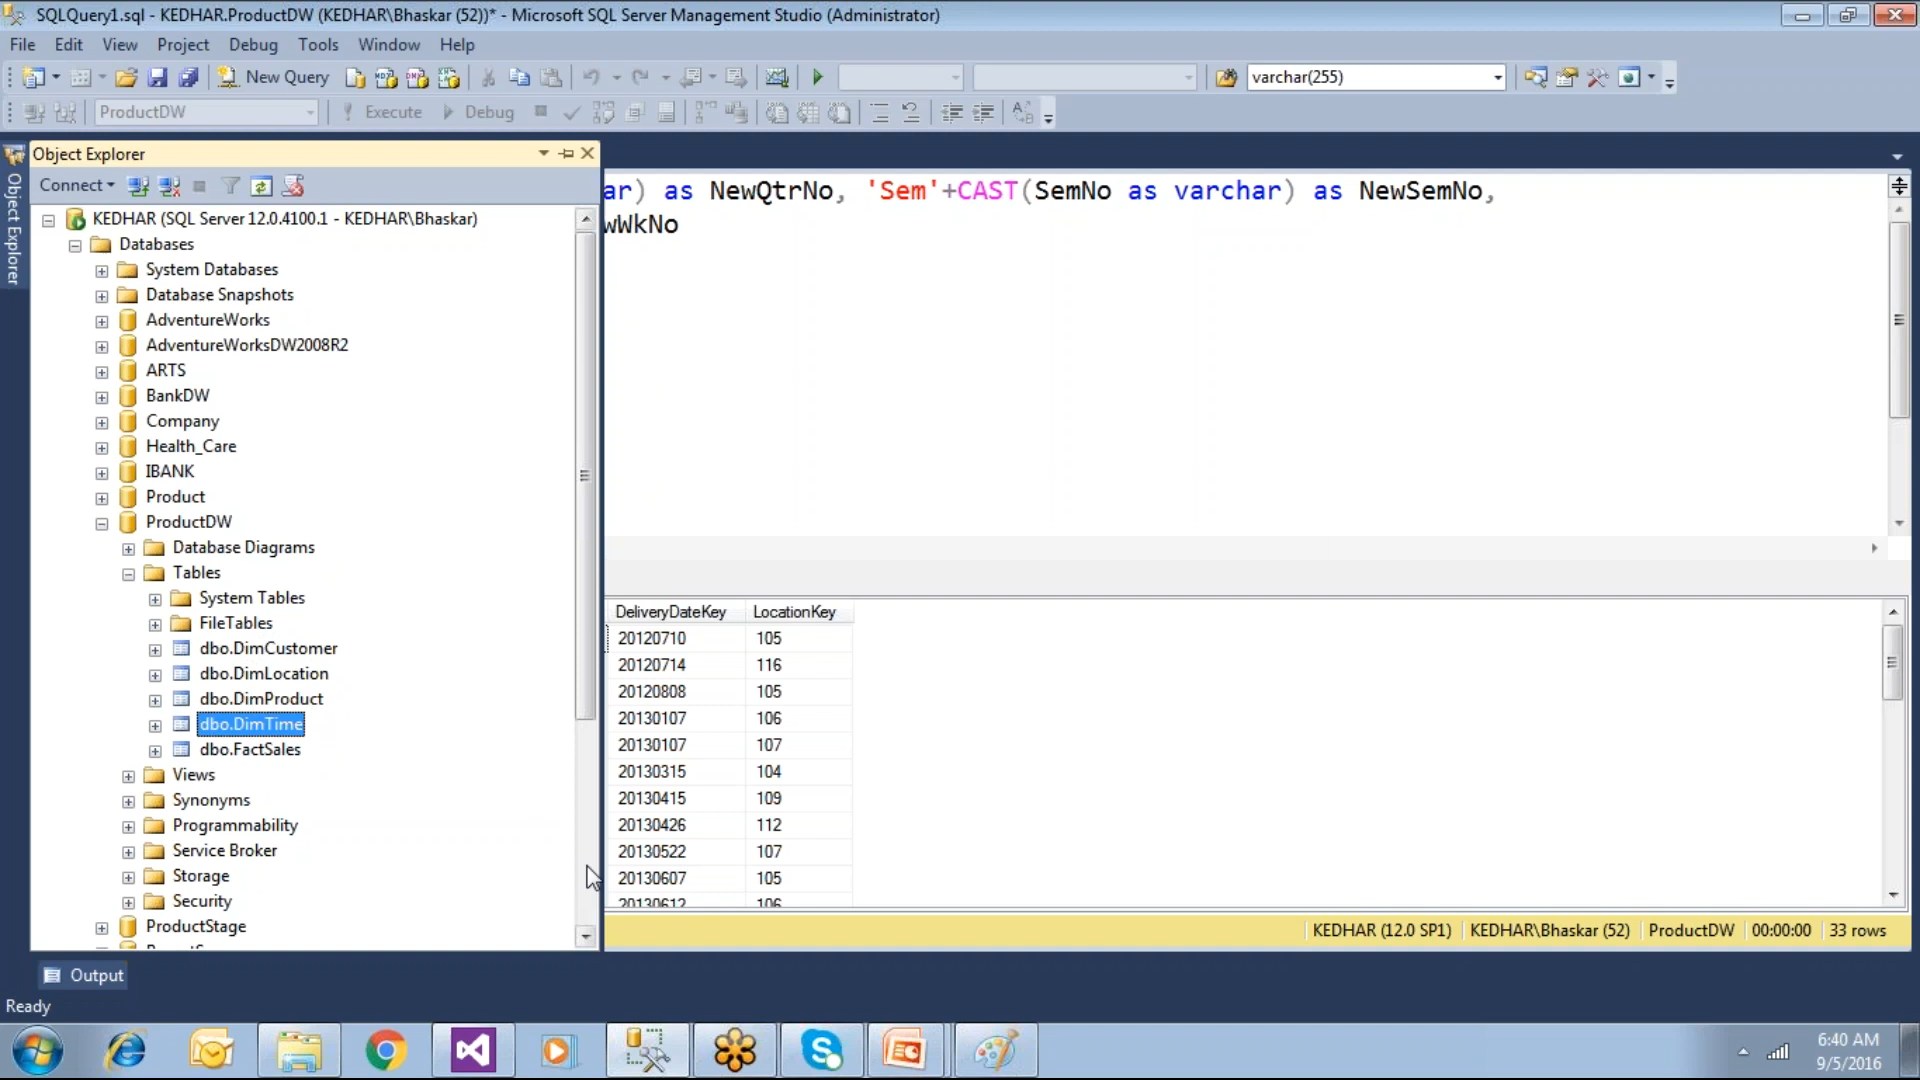 SQLQuery1.sql - KEDHAR.ProductDW (KEDHAR\Bhaskar (52))* - Microsoft SQL Server Management Studio (Administrator)
File Edit View Project Debug Tools Window Help
New Query varchar(255)
ProductDW Execute Debug
Object Explorer
Object Explorer
Connect
ar) as NewQtrNo, 'Sem'+CAST(SemNo as varchar) as NewSemNo,
wWkNo
KEDHAR (SQL Server 12.0.4100.1 - KEDHAR\Bhaskar)
Databases
System Databases
Database Snapshots
AdventureWorks
AdventureWorksDW2008R2
ARTS
BankDW
Company
Health_Care
IBANK
Product
ProductDW
Database Diagrams
Tables
System Tables
FileTables
dbo.DimCustomer
dbo.DimLocation
dbo.DimProduct
dbo.DimTime
dbo.FactSales
Views
Synonyms
Programmability
Service Broker
Storage
Security
ProductStage
DeliveryDateKey LocationKey
20120710 105
20120714 116
20120808 105
20130107 106
20130107 107
20130315 104
20130415 109
20130426 112
20130522 107
20130607 105
20130612 106
KEDHAR (12.0 SP1) KEDHAR\Bhaskar (52) ProductDW 00:00:00 33 rows
Output
Ready
6:40 AM
9/5/2016